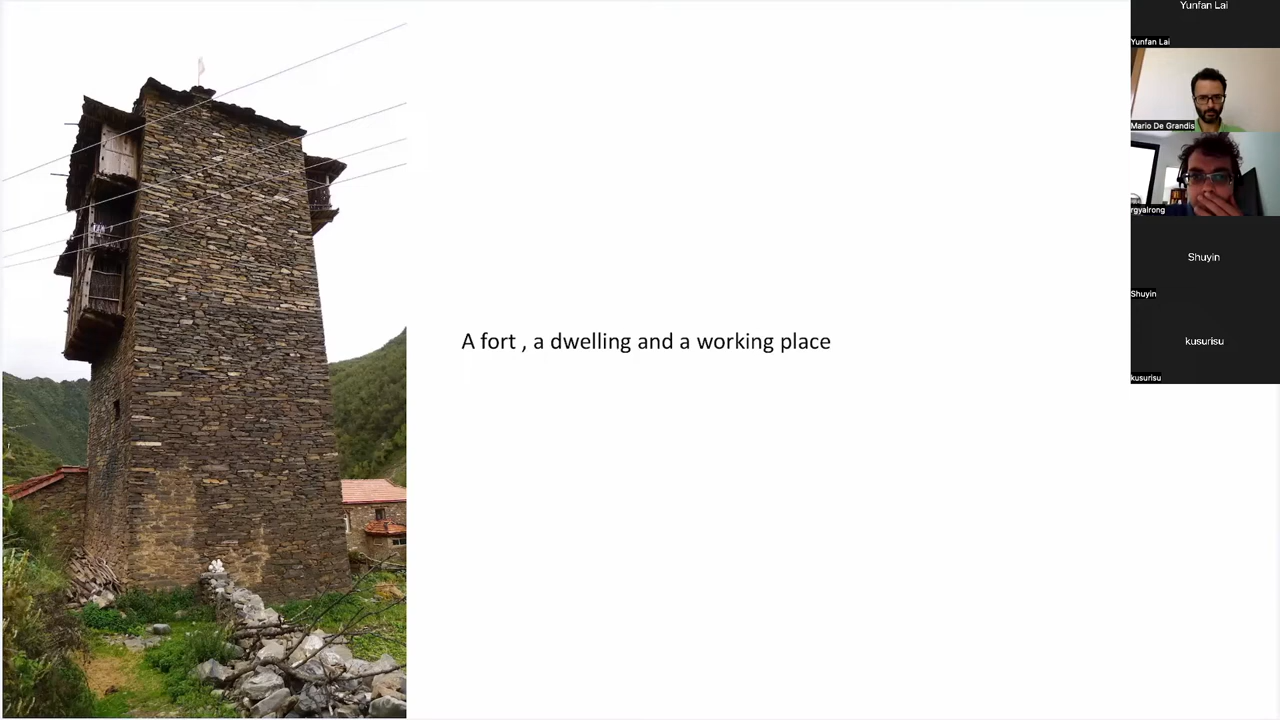 A fort , a dwelling and a working place
Yunfan Lai
Yunfan Lai
Mario De Grandis
rgyalrong
Shuyin
Shuyin
kusurisu
kusurisu